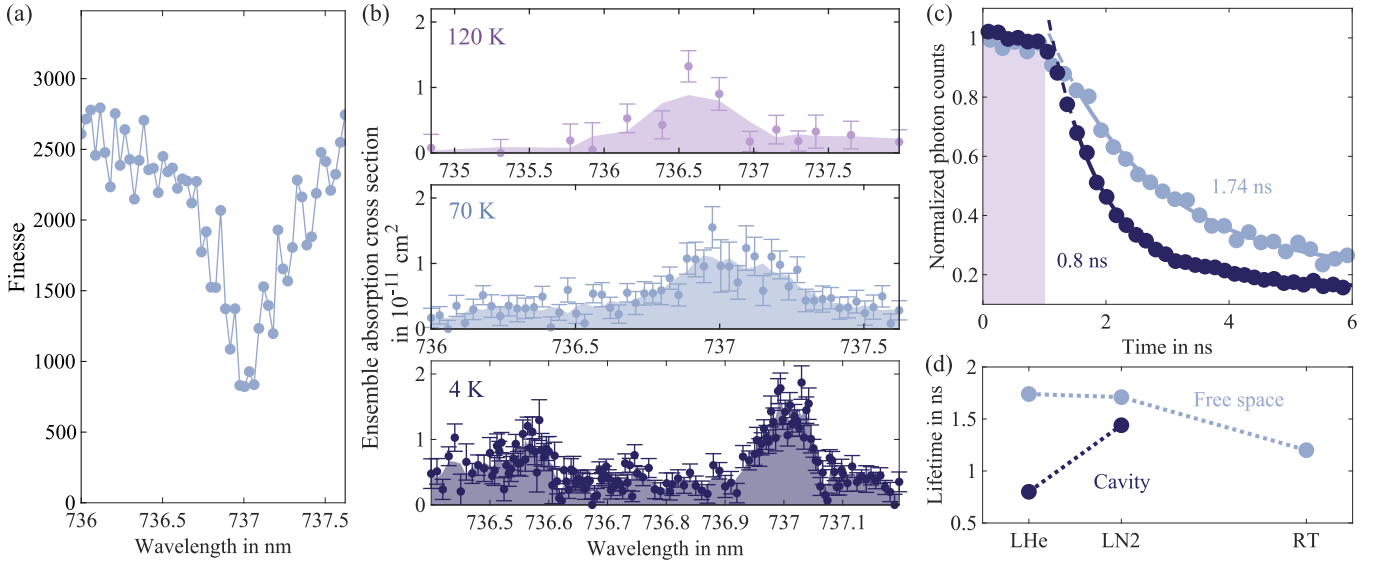 (a)
3000
2500
2000
1500
1000
500
0
Finesse
736
736.5
737
737.5
Wavelength in nm
(b)
Ensemble absorption cross section
in 10⁻¹¹ cm²
120 K
2
1
0
735
735.5
736
736.5
737
737.5
70 K
2
1
0
736
736.5
737
737.5
4 K
2
1
0
736.5
736.6
736.7
736.8
736.9
737
737.1
Wavelength in nm
(c)
Normalized photon counts
1
0.8
0.6
0.4
0.2
1.74 ns
0.8 ns
0
2
4
6
Time in ns
(d)
Lifetime in ns
2
1.5
1
0.5
Free space
Cavity
LHe
LN2
RT